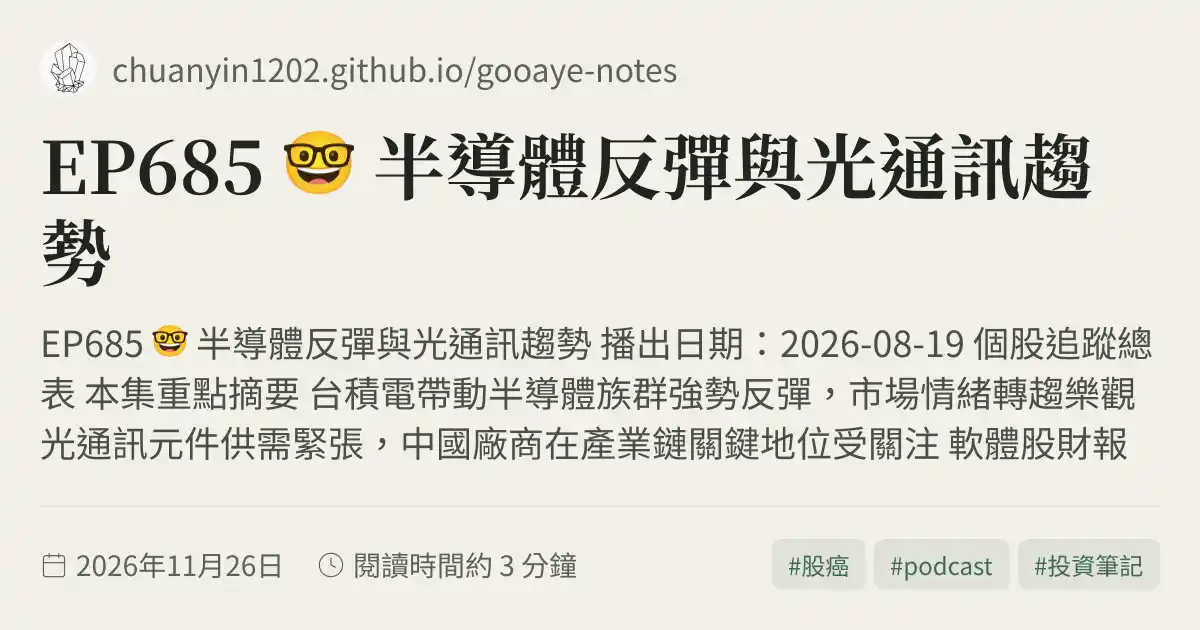 chuanyin1202.github.io/gooaye-notes
EP685 🤓 半導體反彈與光通訊趨
勢
EP685 🤓 半導體反彈與光通訊趨勢 播出日期：2026-08-19 個股追蹤總
表 本集重點摘要 台積電帶動半導體族群強勢反彈，市場情緒轉趨樂觀
光通訊元件供需緊張，中國廠商在產業鏈關鍵地位受關注 軟體股財報
2026年11月26日 閱讀時間約 3 分鐘 #股癌 #podcast #投資筆記